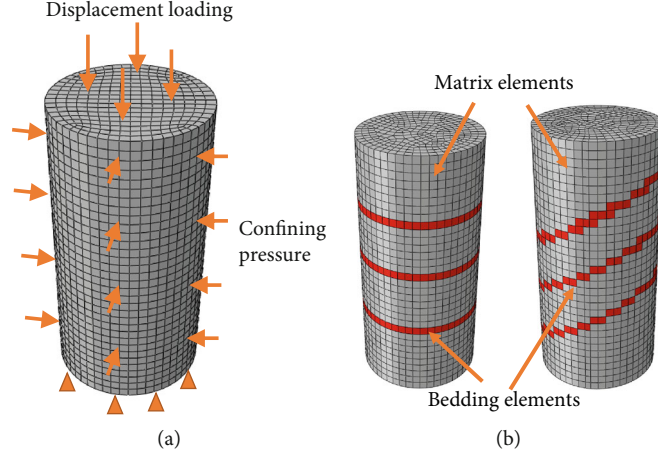 Displacement loading
Matrix elements
Confining
pressure
Bedding elements
(a)
(b)